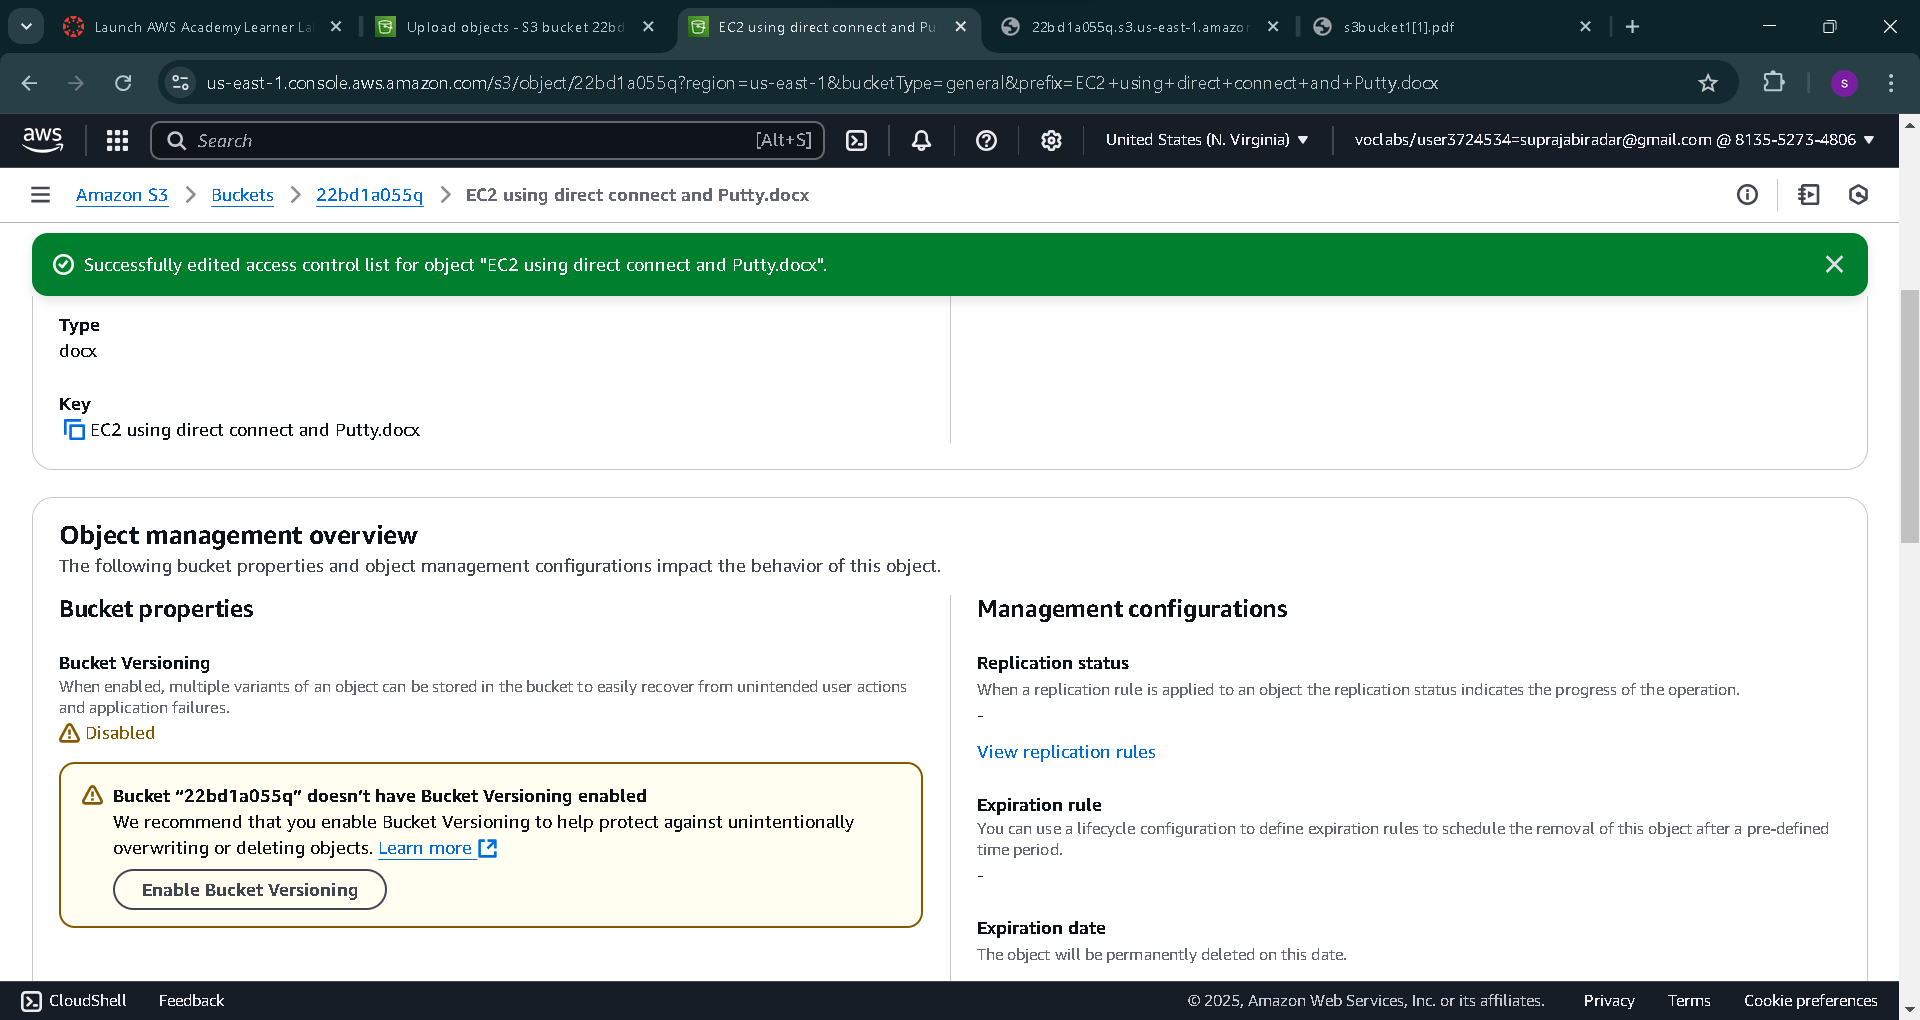 Launch AWS Academy Learner La
Upload objects - S3 bucket 22bd
EC2 using direct connect and Pu
22bd1a055q.s3.us-east-1.amazor
s3bucket1[1].pdf
us-east-1.console.aws.amazon.com/s3/object/22bd1a055q?region=us-east-1&bucketType=general&prefix=EC2+using+direct+connect+and+Putty.docx
s
aws
Search
[Alt+S]
United States (N. Virginia)
voclabs/user3724534=suprajabiradar@gmail.com @ 8135-5273-4806
Amazon S3 > Buckets > 22bd1a055q > EC2 using direct connect and Putty.docx
Successfully edited access control list for object "EC2 using direct connect and Putty.docx".
Type
docx
Key
EC2 using direct connect and Putty.docx
Object management overview
The following bucket properties and object management configurations impact the behavior of this object.
Bucket properties
Bucket Versioning
When enabled, multiple variants of an object can be stored in the bucket to easily recover from unintended user actions
and application failures.
Disabled
Bucket “22bd1a055q” doesn’t have Bucket Versioning enabled
We recommend that you enable Bucket Versioning to help protect against unintentionally
overwriting or deleting objects. Learn more
Enable Bucket Versioning
Management configurations
Replication status
When a replication rule is applied to an object the replication status indicates the progress of the operation.
-
View replication rules
Expiration rule
You can use a lifecycle configuration to define expiration rules to schedule the removal of this object after a pre-defined
time period.
-
Expiration date
The object will be permanently deleted on this date.
CloudShell
Feedback
© 2025, Amazon Web Services, Inc. or its affiliates.
Privacy
Terms
Cookie preferences